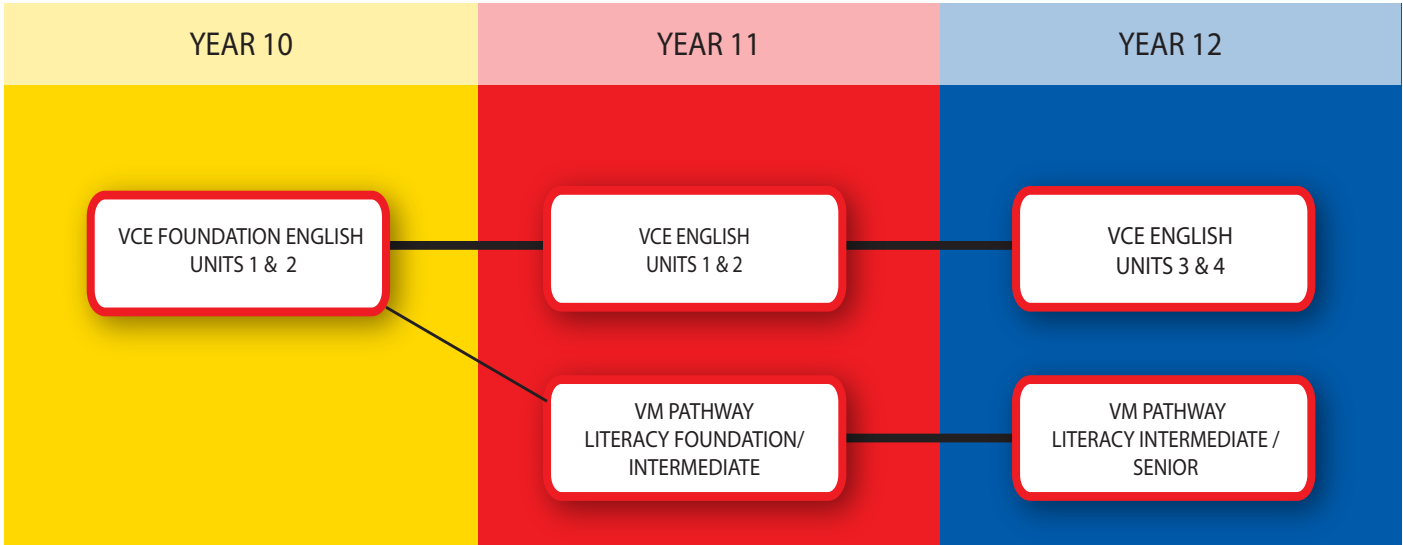 YEAR 10
YEAR 11
YEAR 12
VCE FOUNDATION ENGLISH
UNITS 1 & 2
VCE ENGLISH
UNITS 1 & 2
VCE ENGLISH
UNITS 3 & 4
VM PATHWAY
LITERACY FOUNDATION/
INTERMEDIATE
VM PATHWAY
LITERACY INTERMEDIATE /
SENIOR